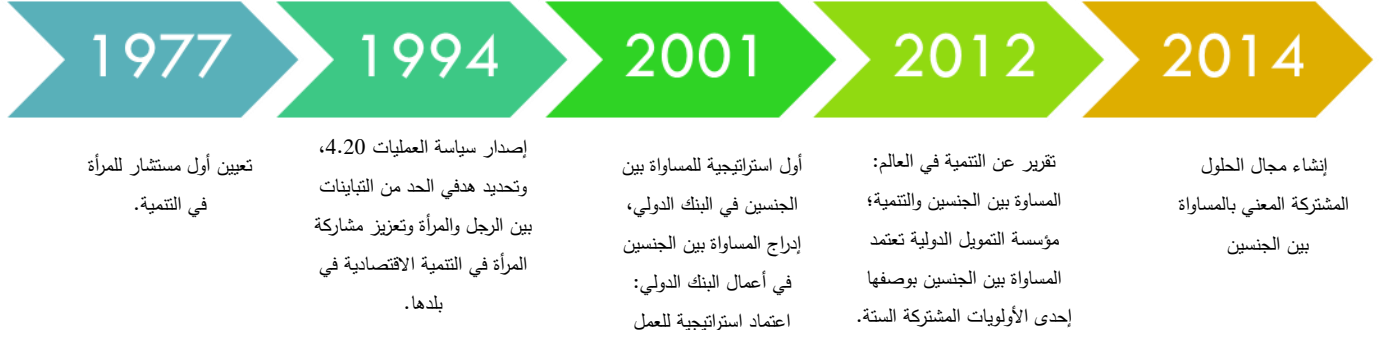 1977
تعيين أول مستشار للمرأة
في التنمية.
1994
إصدار سياسة العمليات 4.20،
وتحديد هدفي الحد من التباينات
بين الرجل والمرأة وتعزيز مشاركة
المرأة في التنمية الاقتصادية في
بلدها.
2001
أول استراتيجية للمساواة بين
الجنسين في البنك الدولي،
إدراج المساواة بين الجنسين
في أعمال البنك الدولي:
اعتماد استراتيجية للعمل
2012
تقرير عن التنمية في العالم:
المساوة بين الجنسين والتنمية؛
مؤسسة التمويل الدولية تعتمد
المساواة بين الجنسين بوصفها
إحدى الأولويات المشتركة الستة.
2014
إنشاء مجال الحلول
المشتركة المعني بالمساواة
بين الجنسين